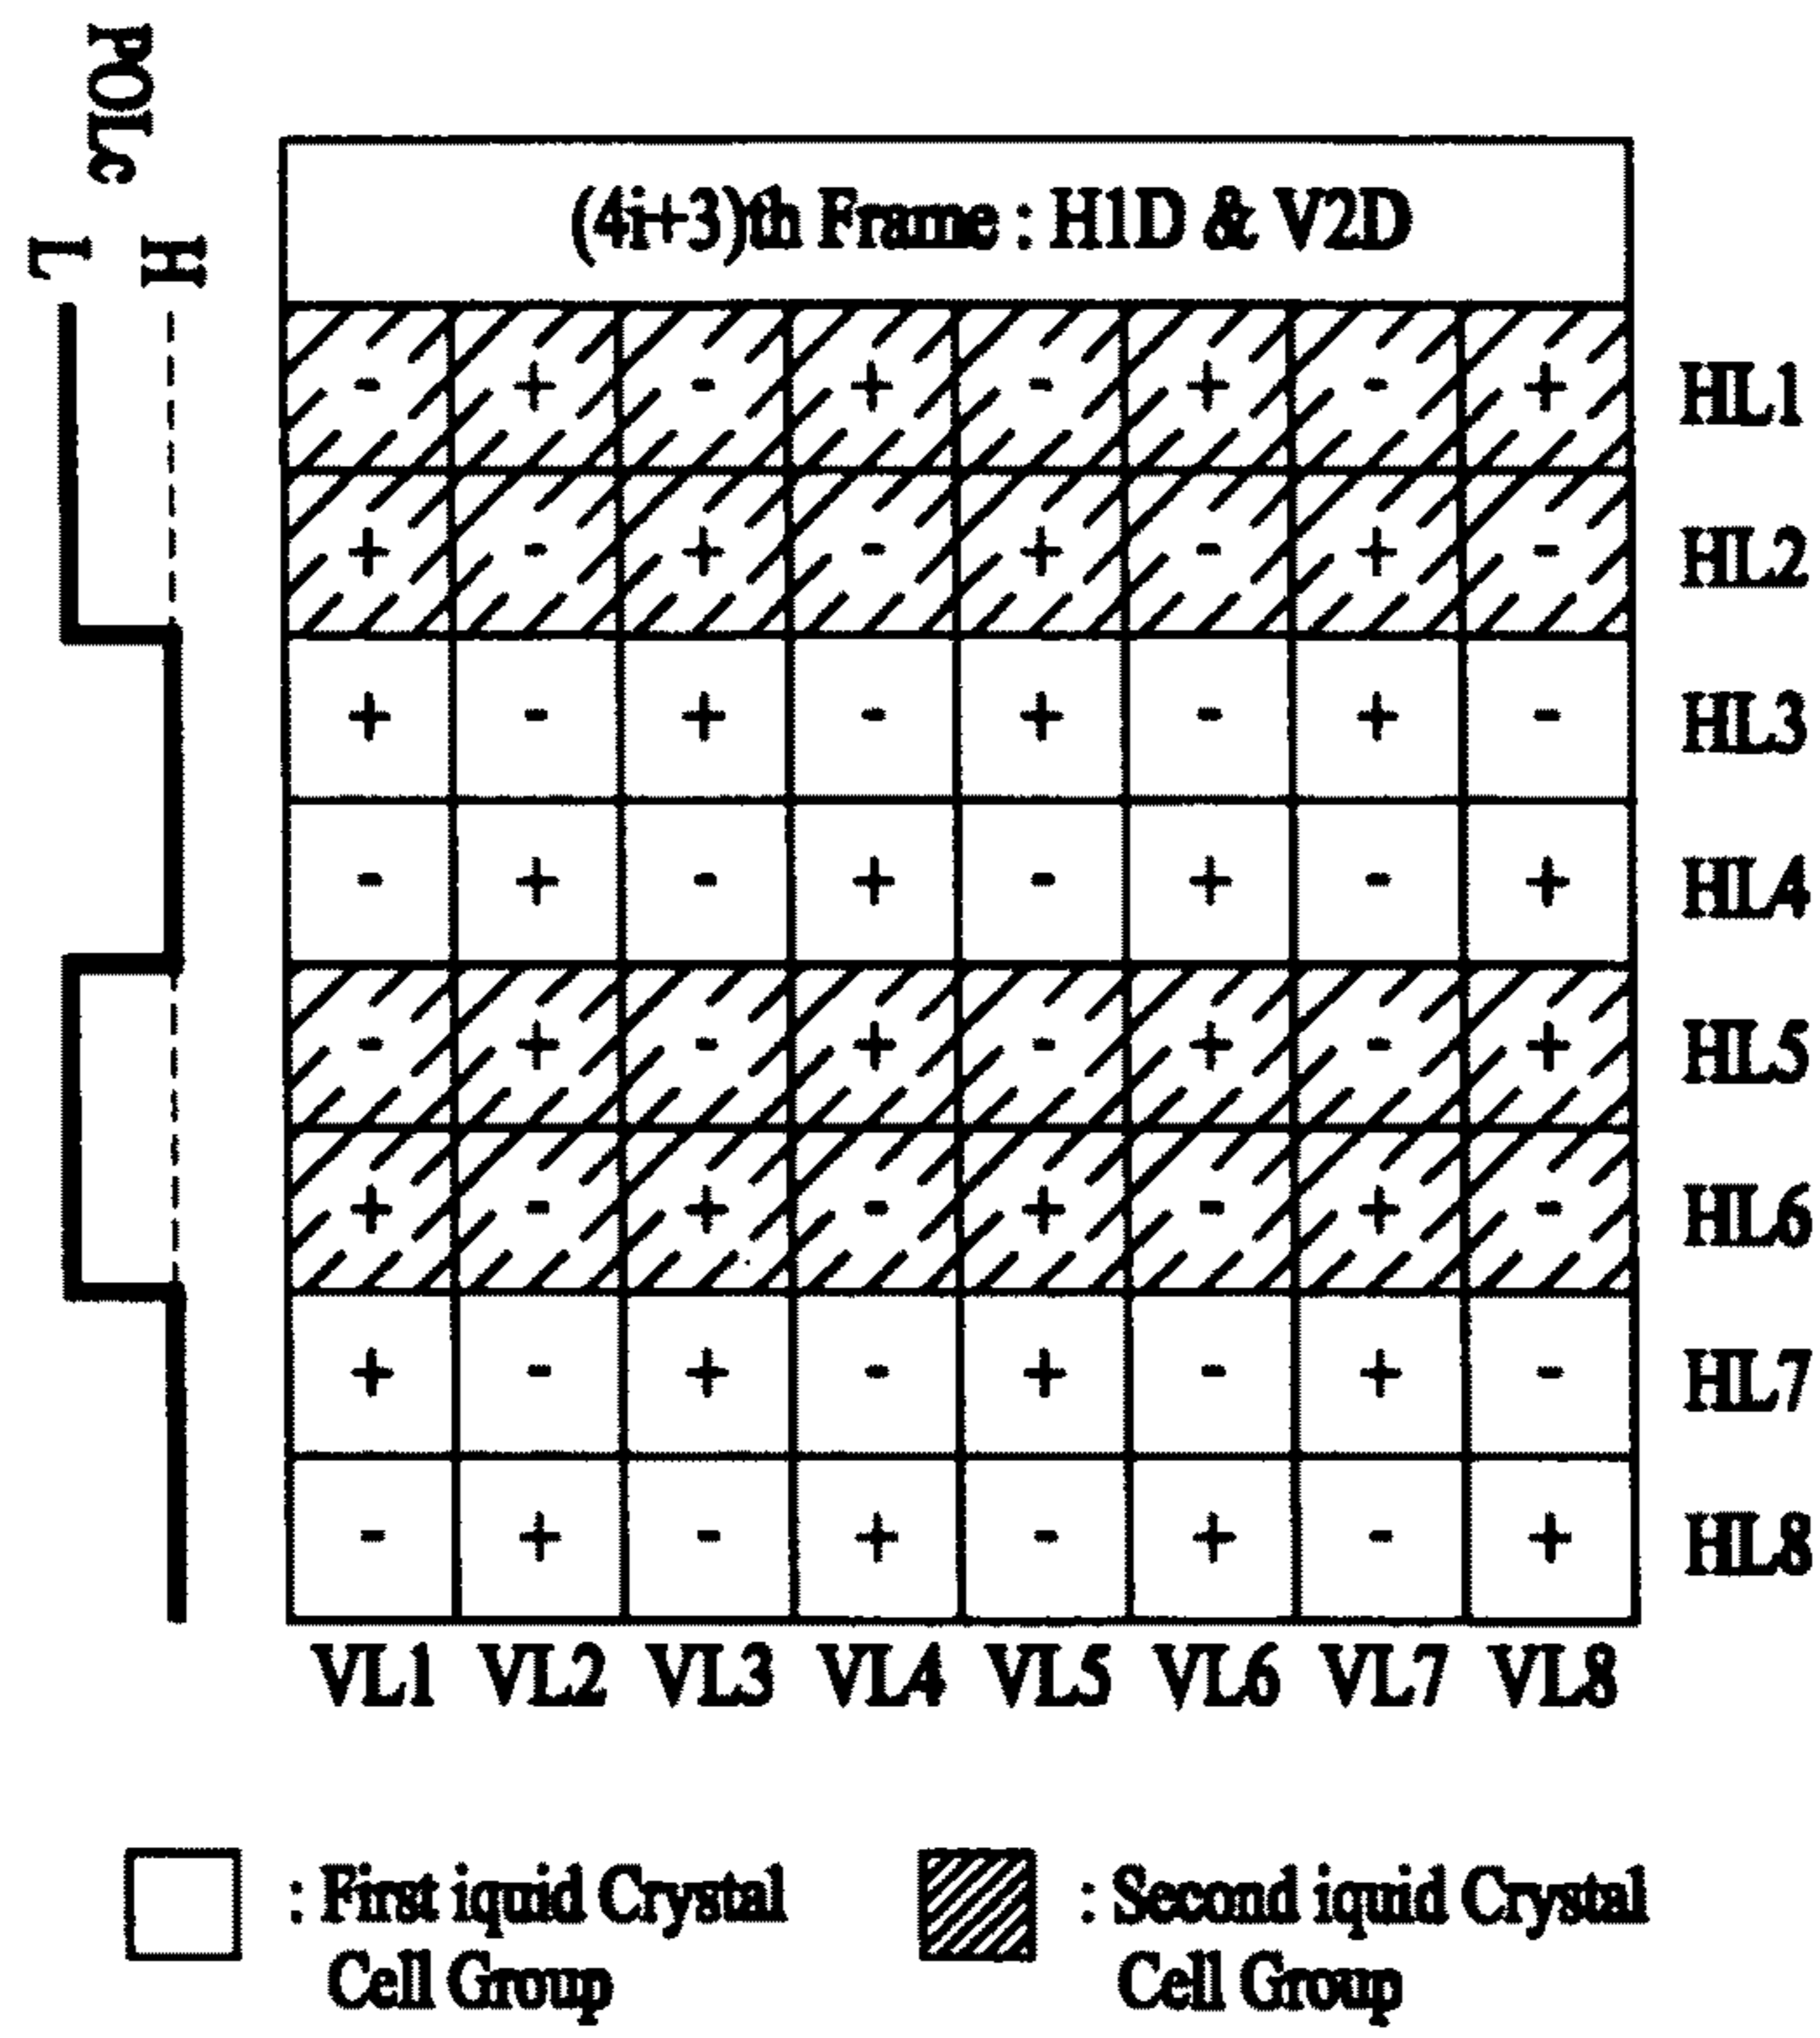 POLc
L H
(4i+3)th Frame : H1D & V2D
- + - + - + - + HL1
+ - + - + - + - HL2
+ - + - + - + - HL3
- + - + - + - + HL4
- + - + - + - + HL5
+ - + - + - + - HL6
+ - + - + - + - HL7
- + - + - + - + HL8
VL1 VL2 VL3 VL4 VL5 VL6 VL7 VL8
: First iquid Crystal
Cell Group
: Second iquid Crystal
Cell Group